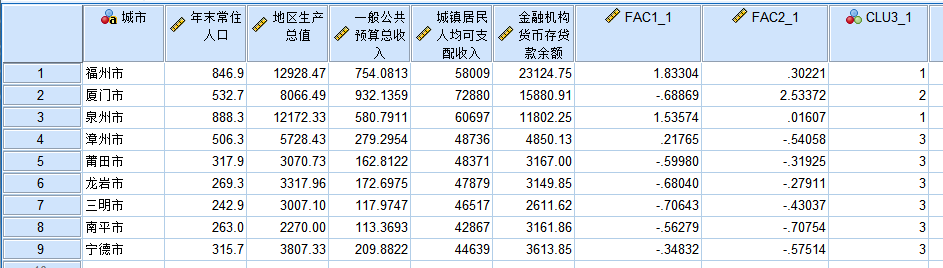 城市 年末常住人口 地区生产总值 一般公共预算总收入 城镇居民人均可支配收入 金融机构货币存贷款余额 FAC1_1 FAC2_1 CLU3_1
1 福州市 846.9 12928.47 754.0813 58009 23124.75 1.83304 .30221 1
2 厦门市 532.7 8066.49 932.1359 72880 15880.91 -.68869 2.53372 2
3 泉州市 888.3 12172.33 580.7911 60697 11802.25 1.53574 .01607 1
4 漳州市 506.3 5728.43 279.2954 48736 4850.13 .21765 -.54058 3
5 莆田市 317.9 3070.73 162.8122 48371 3167.00 -.59980 -.31925 3
6 龙岩市 269.3 3317.96 172.6975 47879 3149.85 -.68040 -.27911 3
7 三明市 242.9 3007.10 117.9747 46517 2611.62 -.70643 -.43037 3
8 南平市 263.0 2270.00 113.3693 42867 3161.86 -.56279 -.70754 3
9 宁德市 315.7 3807.33 209.8822 44639 3613.85 -.34832 -.57514 3